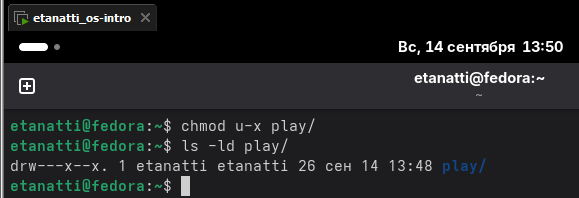 etanatti_os-intro
Вс, 14 сентября 13:50
etanatti@fedora:~
~
etanatti@fedora:~$ chmod u-x play/
etanatti@fedora:~$ ls -ld play/
drw---x--x. 1 etanatti etanatti 26 сен 14 13:48 play/
etanatti@fedora:~$